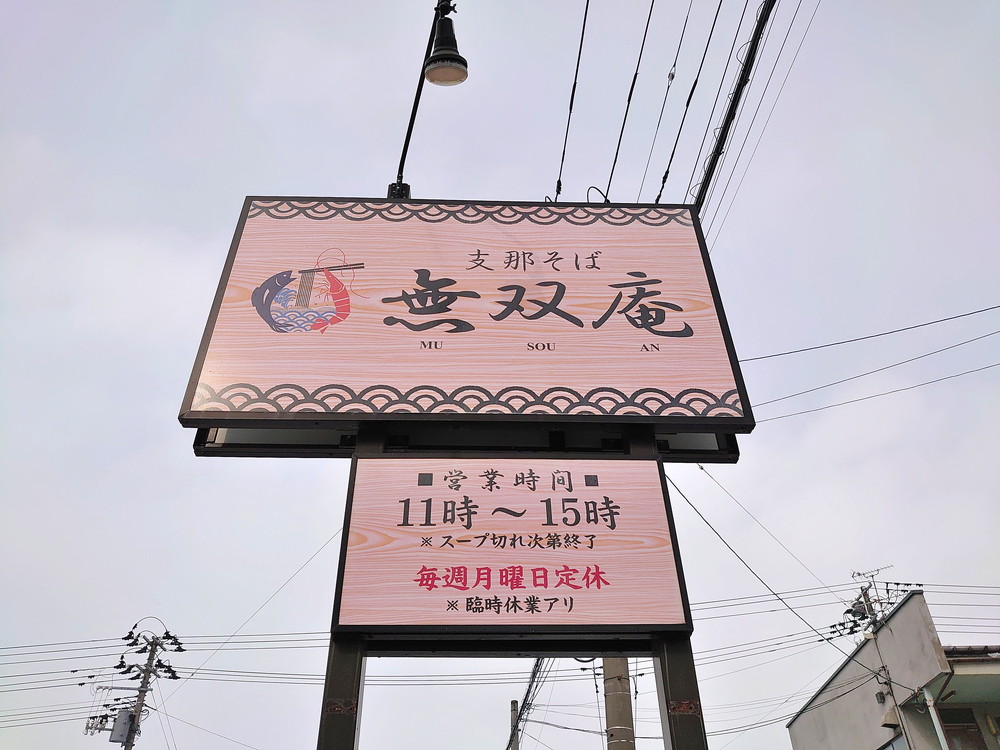 支那そば
無双庵
MU SOU AN
■営業時間■
11時～15時
※スープ切れ次第終了
毎週月曜日定休
※臨時休業アリ